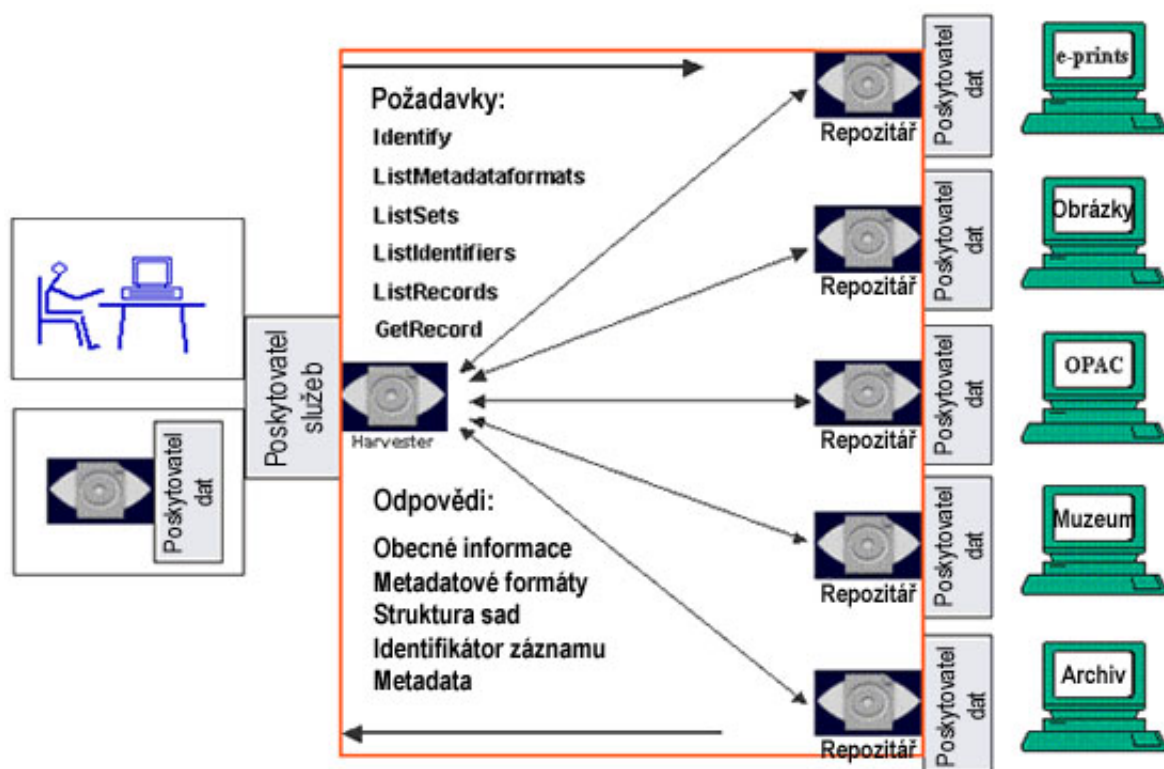 Požadavky:
Identify
ListMetadataformats
ListSets
ListIdentifiers
ListRecords
GetRecord
Poskytovatel
služeb
Harvester
Poskytovatel
dat
Odpovědi:
Obecné informace
Metadatové formáty
Struktura sad
Identifikátor záznamu
Metadata
Repozitář
Poskytovatel
dat
e-prints
Repozitář
Poskytovatel
dat
Obrázky
Repozitář
Poskytovatel
dat
OPAC
Repozitář
Poskytovatel
dat
Muzeum
Repozitář
Poskytovatel
dat
Archiv